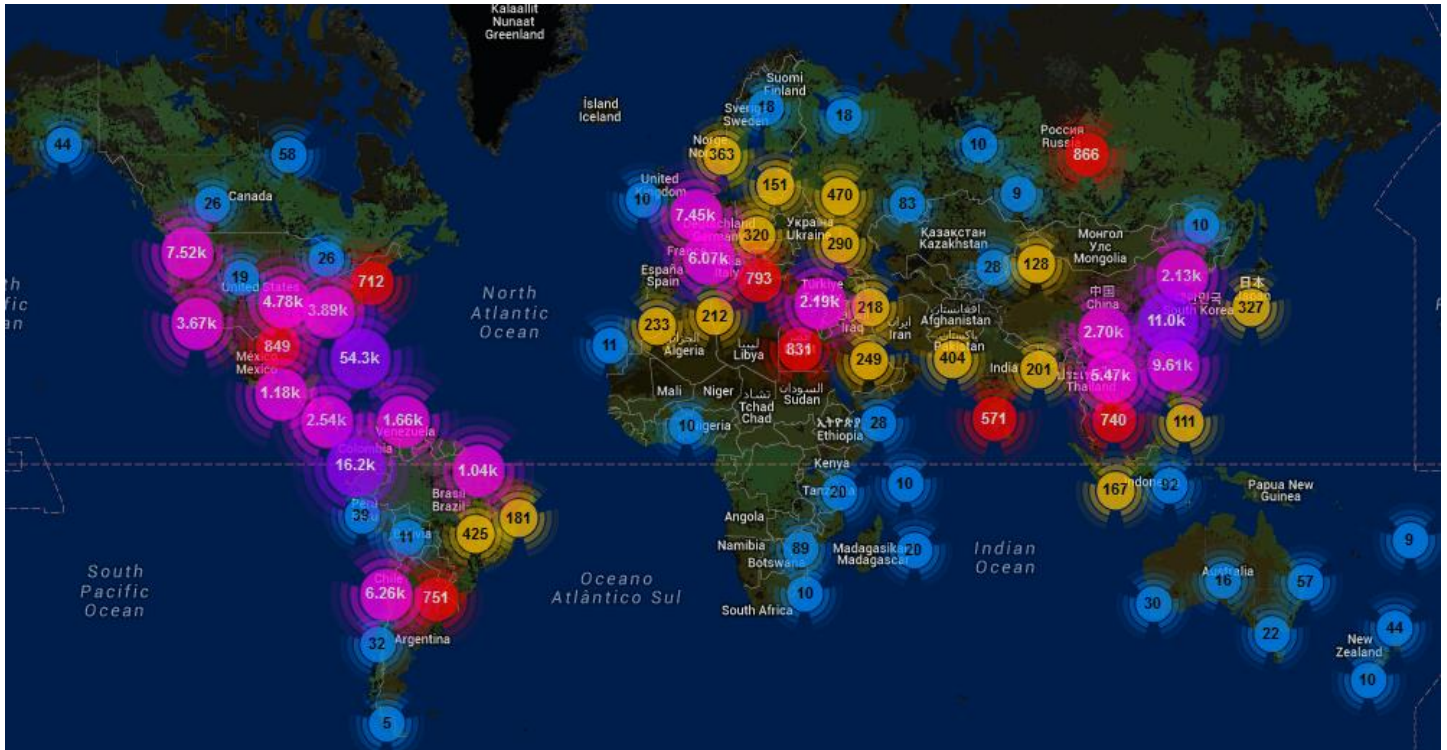 Kalaallit
Nunaat
Greenland
Ísland
Iceland
Suomi
Finland
18
Sweden
18
44
58
363
10
Россия
Russia
866
United
Kingdom
10
151
470
83
9
26
Canada
7.45k
320
Україна
Ukraine
290
Қазақстан
Kazakhstan
Монгол
Улс
Mongolia
10
7.52k
26
19
712
6.07k
Italy
España
Spain
793
28
128
2.13k
United States
4.78k
3.89k
North
Atlantic
Ocean
Türkiye
2.19k
218
Iraq
ایران
Iran
افغانستان
Afghanistan
پاکستان
Pakistan
中国
China
2.70k
11.0k
South Korea
日本
327
3.67k
233
212
Algeria
ليبيا
Libya
11
849
México
Mexico
54.3k
831
249
404
India
201
5.47k
Thailand
9.61k
1.18k
Mali
Niger
تشاد
Tchad
Chad
السودان
Sudan
2.54k
1.66k
Venezuela
10
ኢትዮጵያ
Ethiopia
28
571
740
111
Colombia
16.2k
1.04k
Kenya
Brasil
Brazil
39
181
425
11
Tanzania
20
10
167
92
Papua New
Guinea
Angola
Namibia
Botswana
89
Madagasikara
Madagascar
20
Indian
Ocean
9
South
Pacific
Ocean
Oceano
Atlântico Sul
Chile
6.26k
751
South Africa
10
Australia
16
57
30
22
32
Argentina
New
Zealand
44
10
5